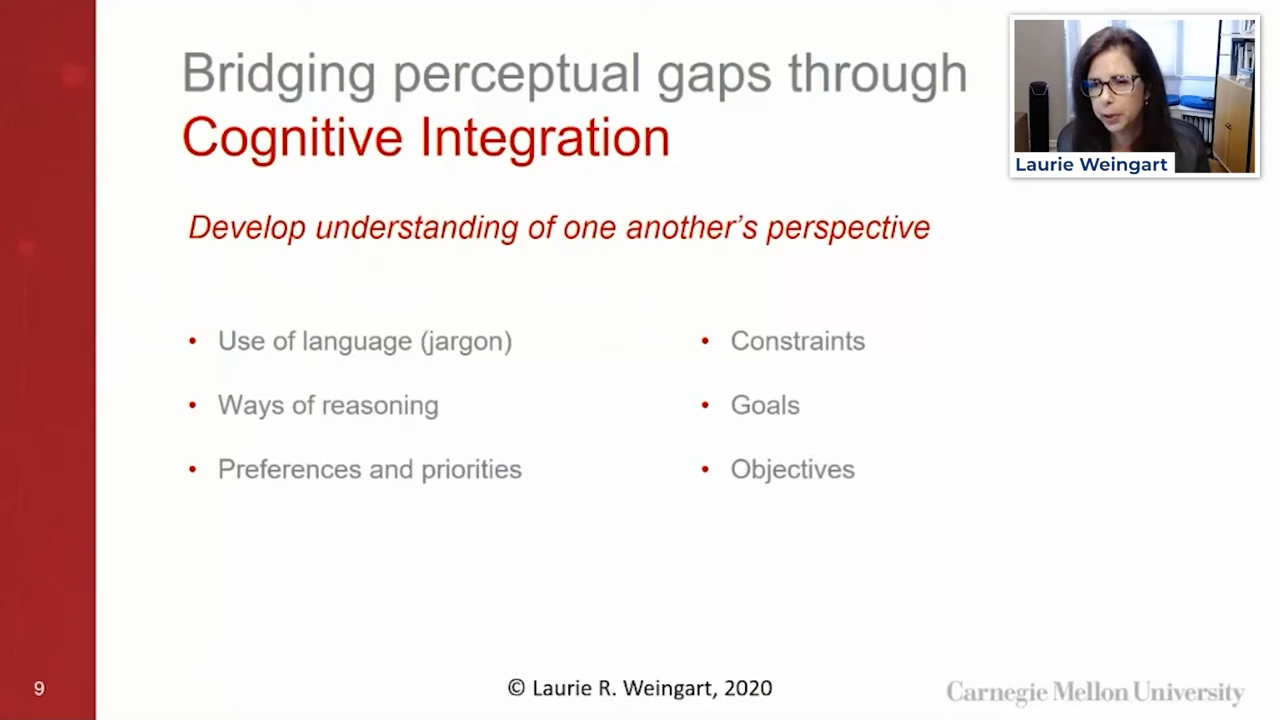 Bridging perceptual gaps through
Cognitive Integration
Laurie Weingart
Develop understanding of one another’s perspective
• Use of language (jargon)
• Ways of reasoning
• Preferences and priorities
• Constraints
• Goals
• Objectives
9
© Laurie R. Weingart, 2020
Carnegie Mellon University